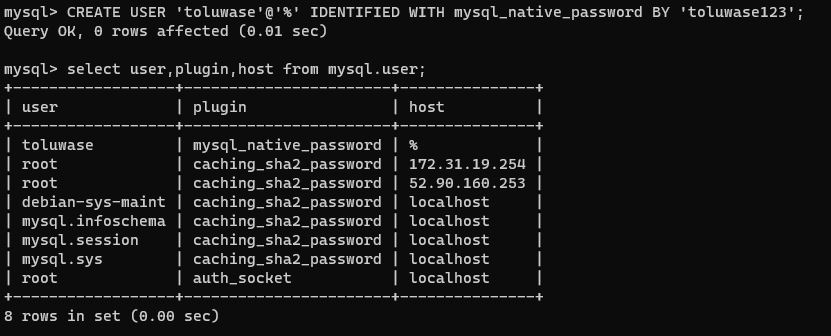 mysql> CREATE USER 'toluwase'@'%' IDENTIFIED WITH mysql_native_password BY 'toluwase123';
Query OK, 0 rows affected (0.01 sec)

mysql> select user,plugin,host from mysql.user;
+------------------+-----------------------+---------------+
| user             | plugin                | host          |
+------------------+-----------------------+---------------+
| toluwase         | mysql_native_password | %             |
| root             | caching_sha2_password | 172.31.19.254 |
| root             | caching_sha2_password | 52.90.160.253 |
| debian-sys-maint | caching_sha2_password | localhost     |
| mysql.infoschema | caching_sha2_password | localhost     |
| mysql.session    | caching_sha2_password | localhost     |
| mysql.sys        | caching_sha2_password | localhost     |
| root             | auth_socket           | localhost     |
+------------------+-----------------------+---------------+
8 rows in set (0.00 sec)